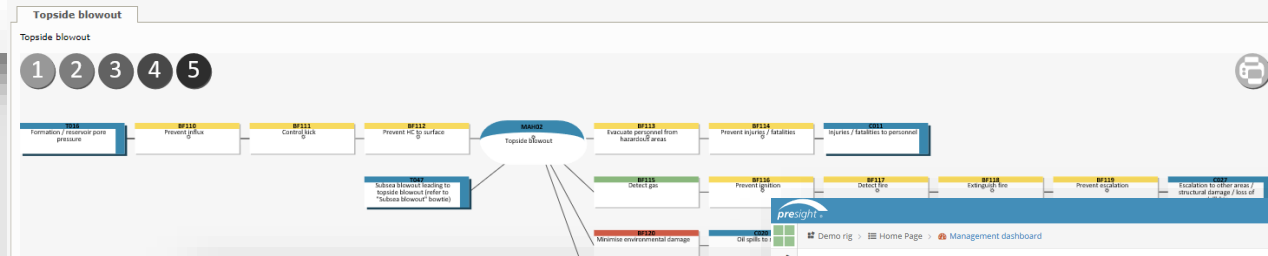 Topside blowout
Topside blowout
1 2 3 4 5
T016
Formation / reservoir pore
pressure
BF110
Prevent influx
BF111
Control kick
BF112
Prevent HC to surface
MAH02
Topside blowout
BF113
Evacuate personnel from
hazardous areas
BF114
Prevent injuries / fatalities
C011
Injuries / fatalities to personnel
T047
Subsea blowout leading to
topside blowout (refer to
"Subsea blowout" bowtie)
BF115
Detect gas
BF116
Prevent ignition
BF117
Detect fire
BF118
Extinguish fire
BF119
Prevent escalation
C027
Escalation to other areas /
structural damage / loss of
BF120
Minimise environmental damage
C020
Oil spills to
presight
Demo rig > Home Page > Management dashboard